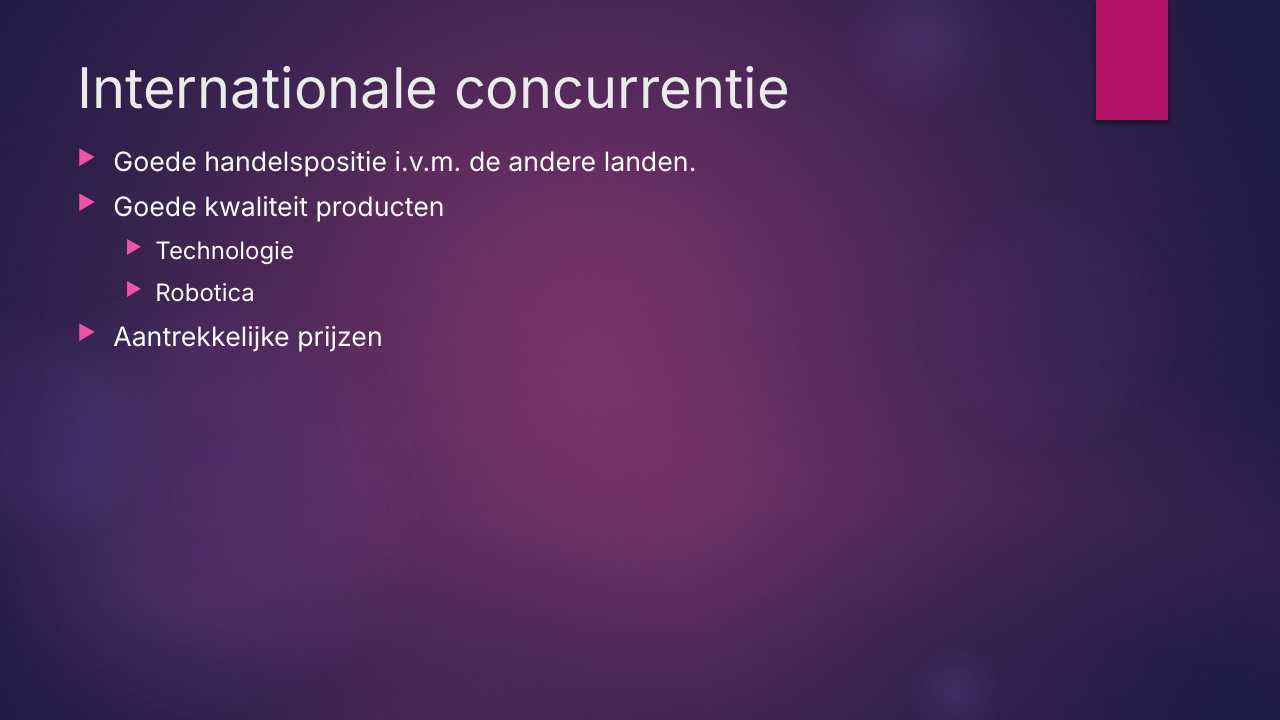 Internationale concurrentie
Goede handelspositie i.v.m. de andere landen.
Goede kwaliteit producten
Technologie
Robotica
Aantrekkelijke prijzen